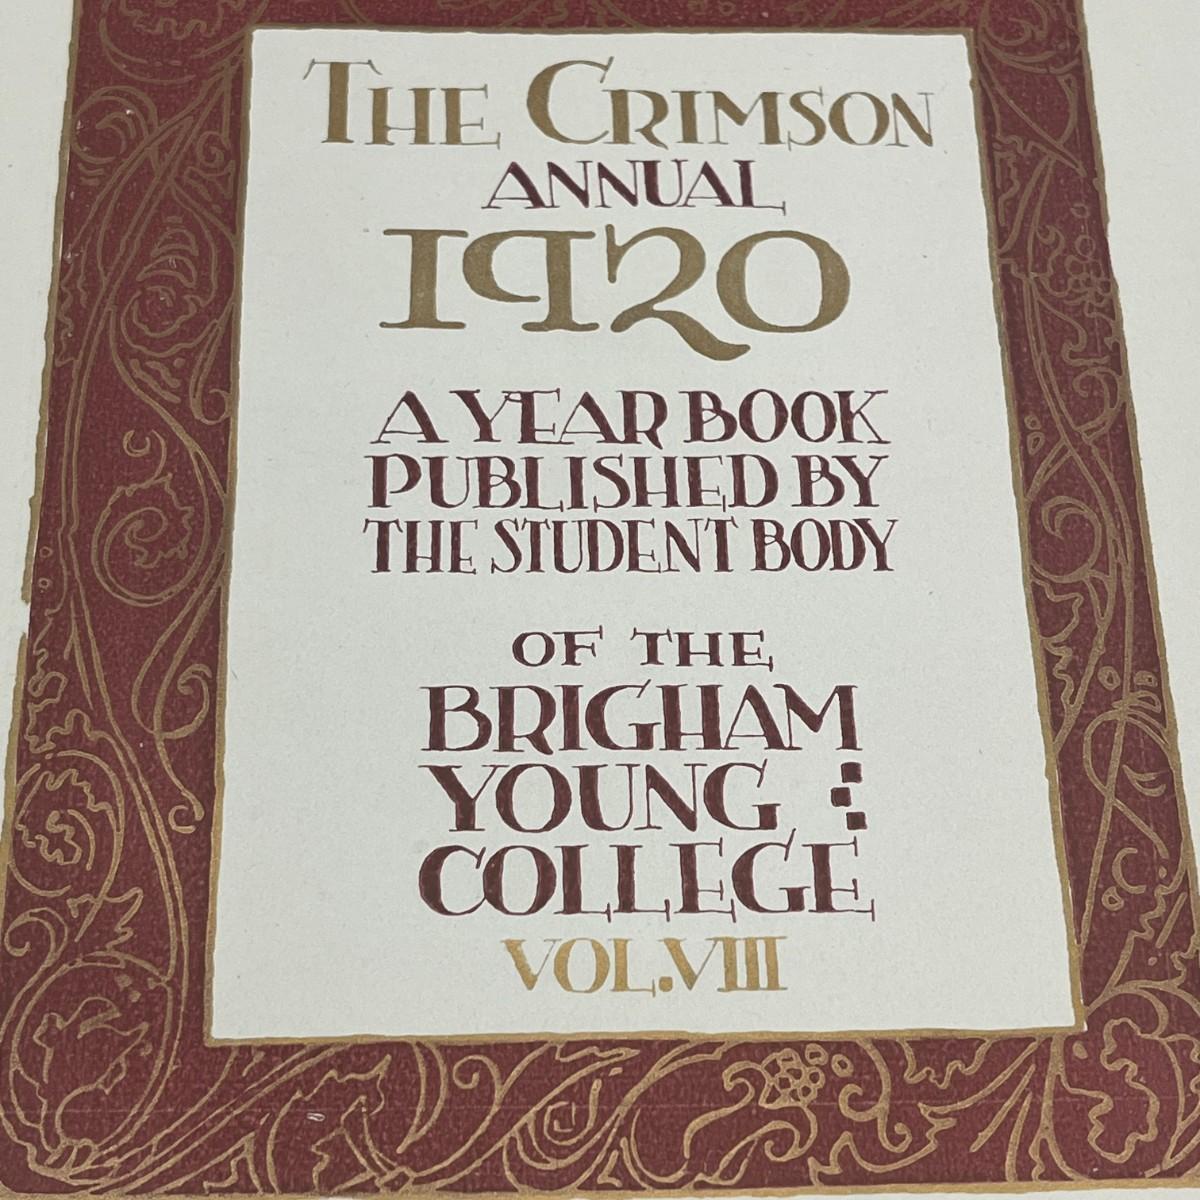 THE CRIMSON
ANNUAL
1920
A YEAR BOOK
PUBLISHED BY
THE STUDENT BODY
OF THE
BRIGHAM
YOUNG
COLLEGE
VOL. VIII